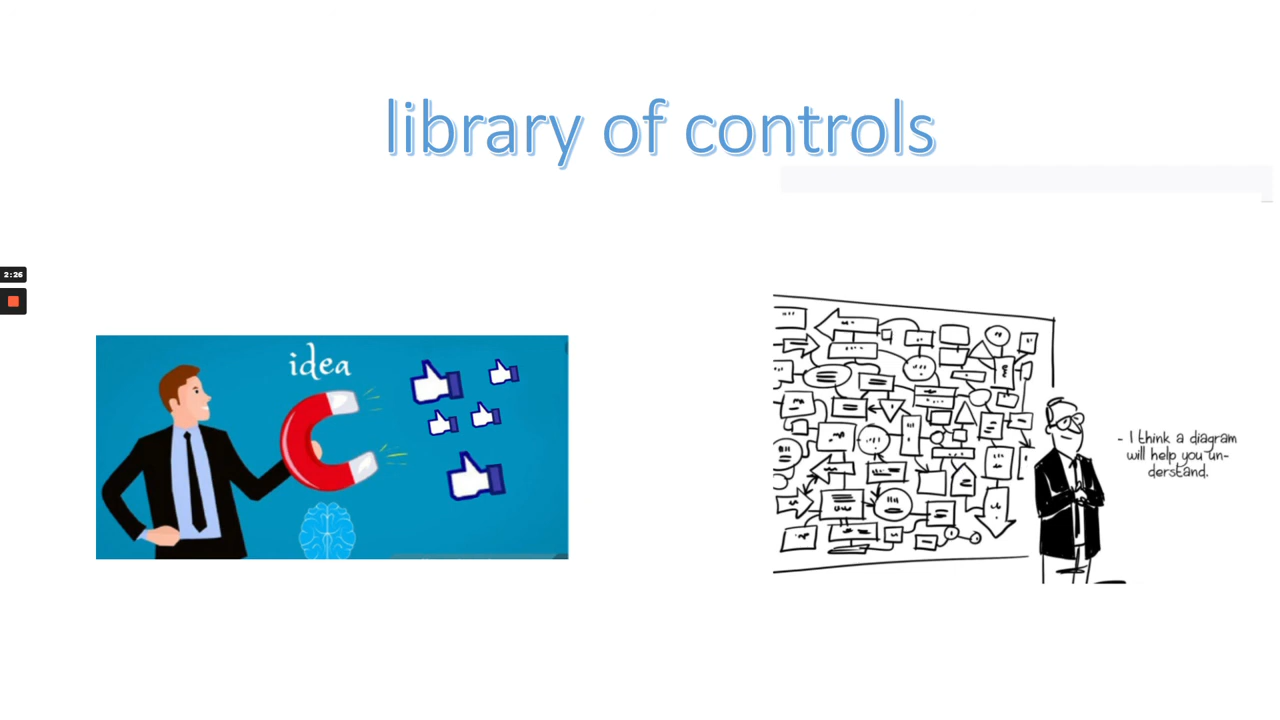 library of controls
2:26
idea
- I think a diagram
will help you un-
derstand.